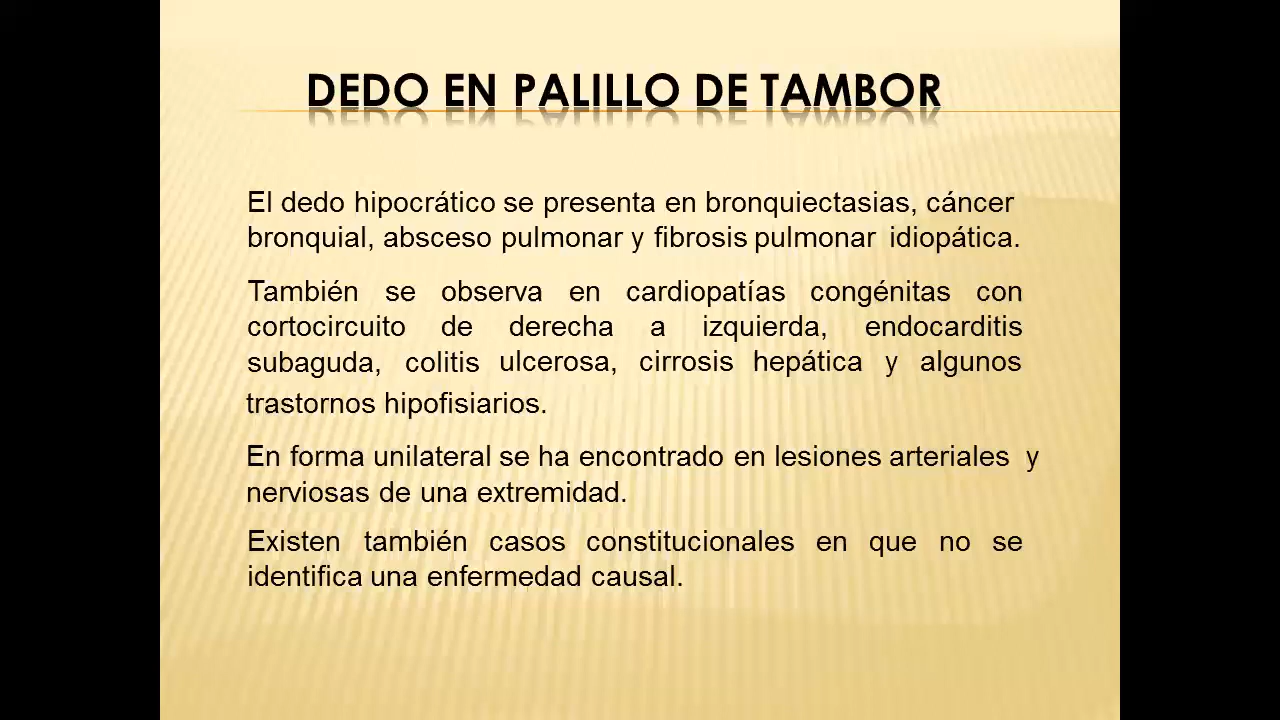 DEDO EN PALILLO DE TAMBOR
El dedo hipocrático se presenta en bronquiectasias, cáncer
bronquial, absceso pulmonar y fibrosis pulmonar idiopática.
También se observa en cardiopatías congénitas con
cortocircuito de derecha a izquierda, endocarditis
subaguda, colitis ulcerosa, cirrosis hepática y algunos
trastornos hipofisiarios.
En forma unilateral se ha encontrado en lesiones arteriales y
nerviosas de una extremidad.
Existen también casos constitucionales en que no se
identifica una enfermedad causal.